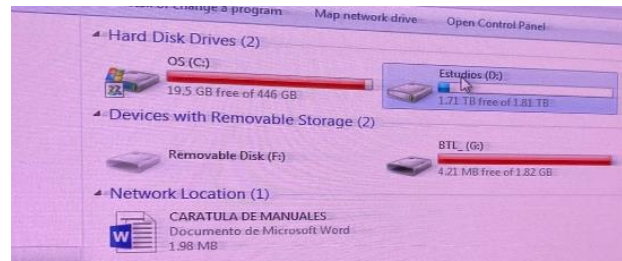 change a program Map network drive Open Control Panel
Hard Disk Drives (2)
OS (C:)
19.5 GB free of 446 GB
Estudios (D:)
1.71 TB free of 1.81 TB
Devices with Removable Storage (2)
Removable Disk (F:)
BTL_ (G:)
4.21 MB free of 1.82 GB
Network Location (1)
CARATULA DE MANUALES
Documento de Microsoft Word
1.98 MB
W